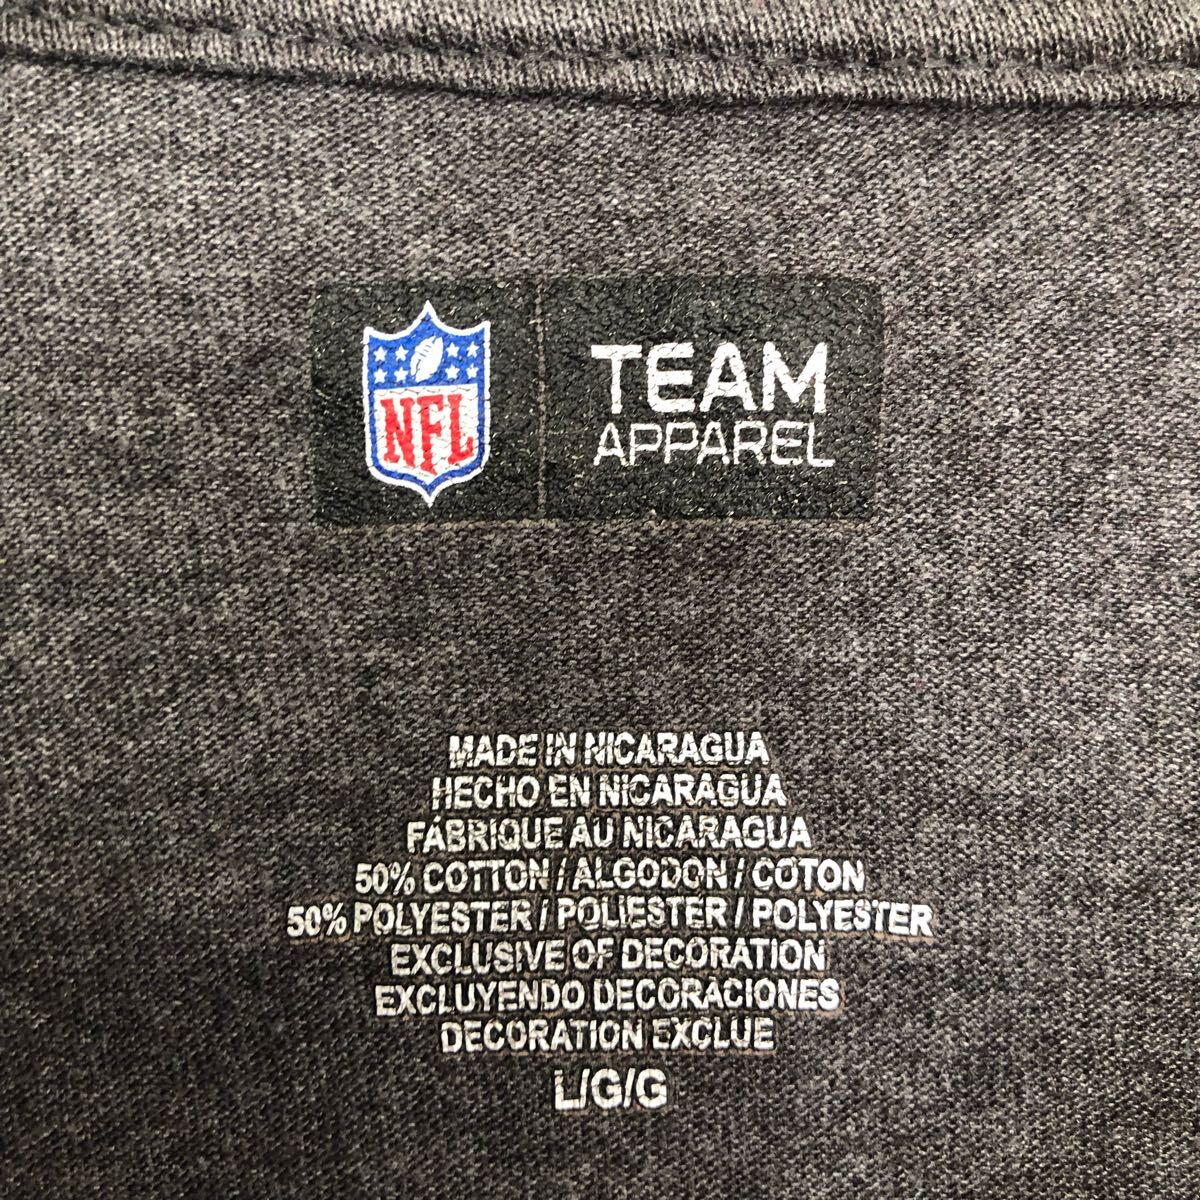 NFL
TEAM
APPAREL
MADE IN NICARAGUA
HECHO EN NICARAGUA
FÁBRIQUE AU NICARAGUA
50% COTTON / ALGODON / COTON
50% POLYESTER / POLIESTER / POLYESTER
EXCLUSIVE OF DECORATION
EXCLUYENDO DECORACIONES
DECORATION EXCLUE
L/G/G